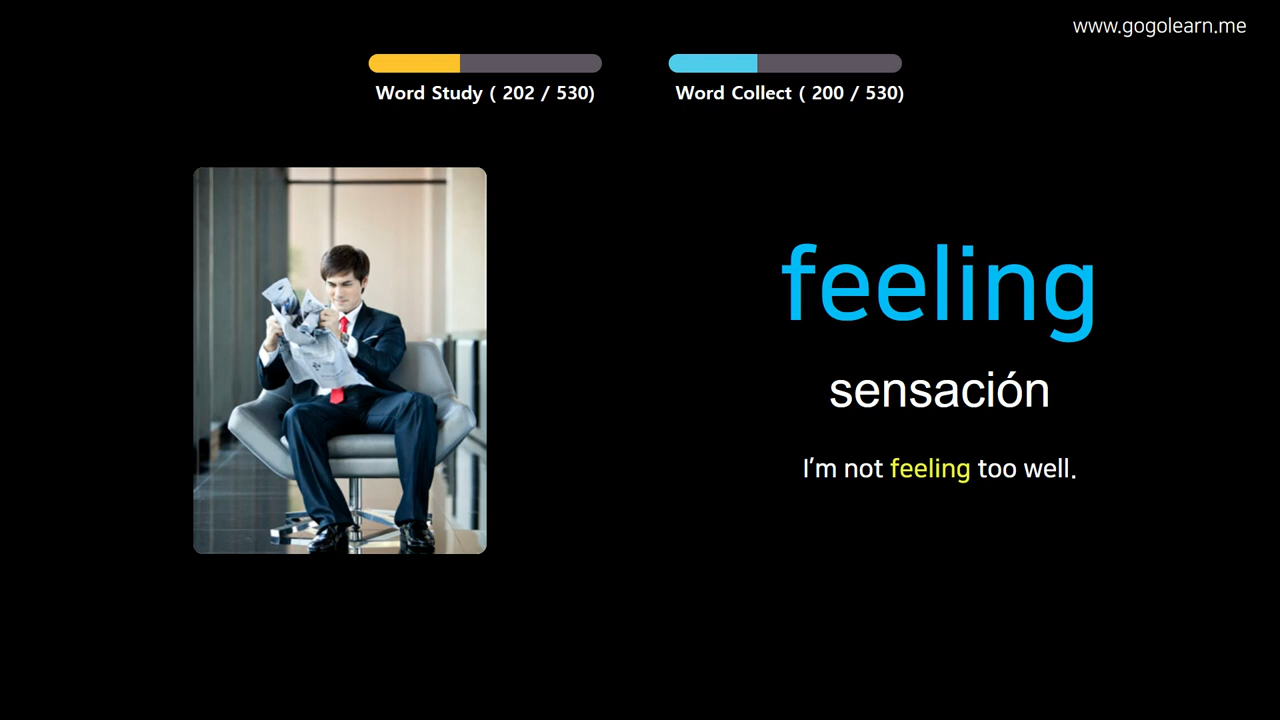 www.gogolearn.me
Word Study ( 202 / 530)
Word Collect ( 200 / 530)
feeling
sensación
I'm not feeling too well.